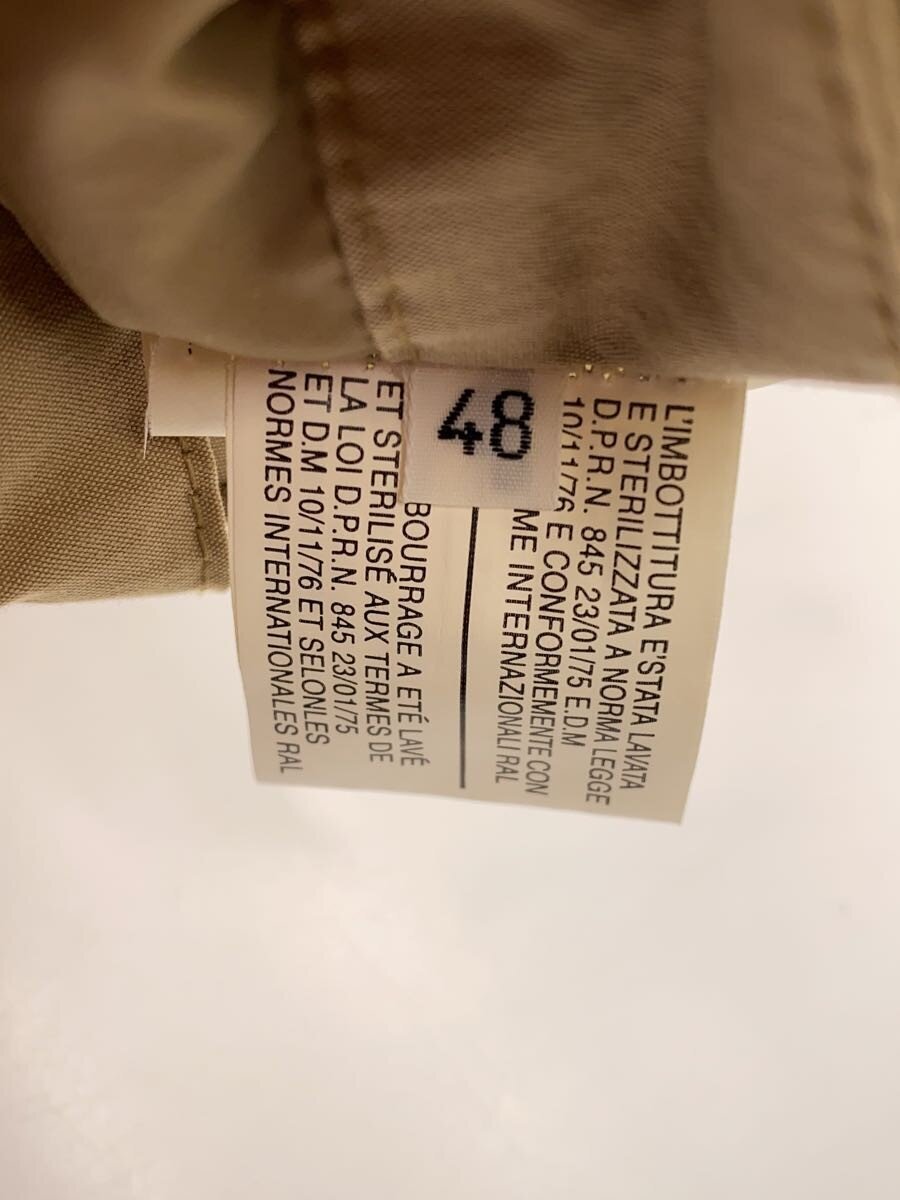 48
L'IMBOTTITURA E'STATA LAVATA
E STERILIZZATA A NORMA LEGGE
D.P.R.N. 845 23/01/75 E.D.M
10/11/76 E CONFORMEMENTE CON
ME INTERNAZIONALI RAL
BOURRAGE A ETÉ LAVÉ
ET STERILISÉ AUX TERMES DE
LA LOI D.P.R.N. 845 23/01/75
ET D.M 10/11/76 ET SELONLES
NORMES INTERNATIONALES RAL